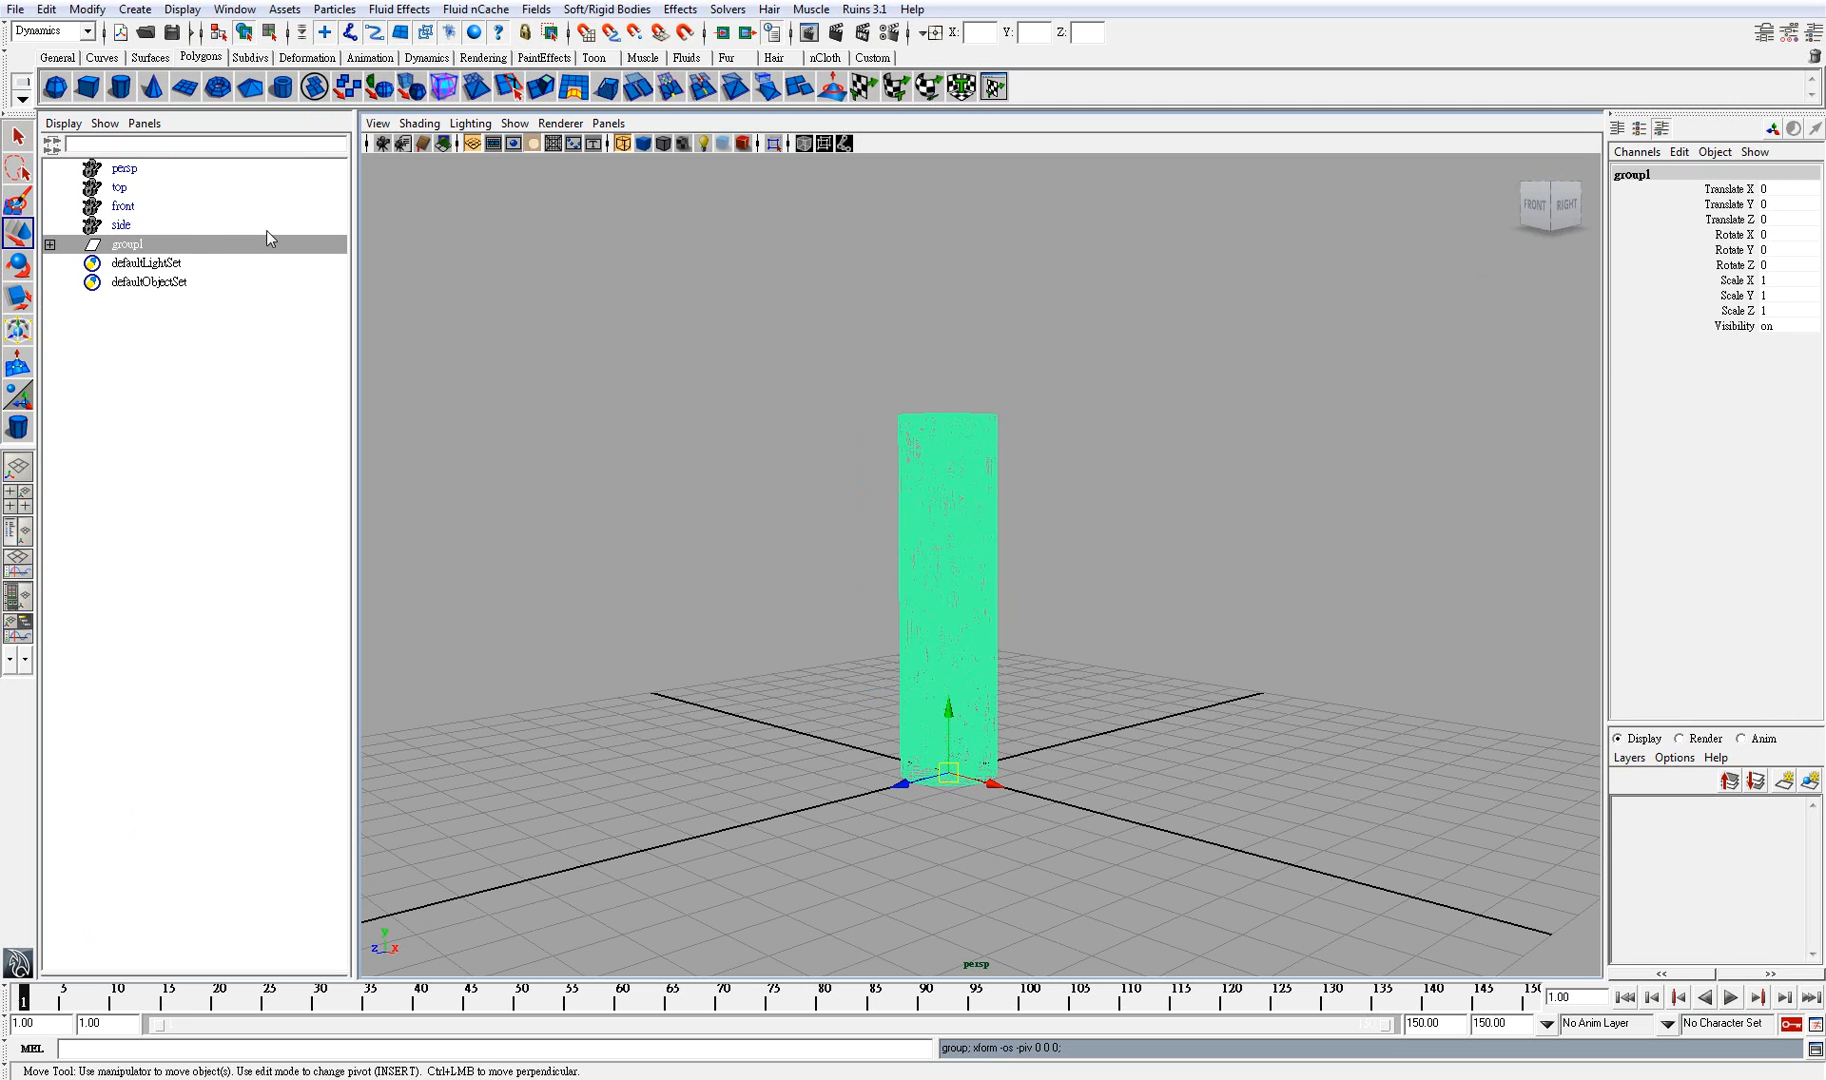 File Edit Modify Create Display Window Assets Particles Fluid Effects Fluid nCache Fields Soft/Rigid Bodies Effects Solvers Hair Muscle Ruins 3.1 Help
Dynamics X: Y: Z:
General Curves Surfaces Polygons Subdivs Deformation Animation Dynamics Rendering PaintEffects Toon Muscle Fluids Fur Hair nCloth Custom
Display Show Panels
View Shading Lighting Show Renderer Panels
persp
top
front
side
group1
defaultLightSet
defaultObjectSet
FRONT RIGHT
y
z x
persp
Channels Edit Object Show
group1
Translate X 0
Translate Y 0
Translate Z 0
Rotate X 0
Rotate Y 0
Rotate Z 0
Scale X 1
Scale Y 1
Scale Z 1
Visibility on
Display Render Anim
Layers Options Help
<< >>
1 5 10 15 20 25 30 35 40 45 50 55 60 65 70 75 80 85 90 95 100 105 110 115 120 125 130 135 140 145 1.00
1.00 1.00 150.00 150.00 No Anim Layer No Character Set
MEL group; xform -os -piv 0 0 0;
Move Tool: Use manipulator to move object(s). Use edit mode to change pivot (INSERT). Ctrl+LMB to move perpendicular.